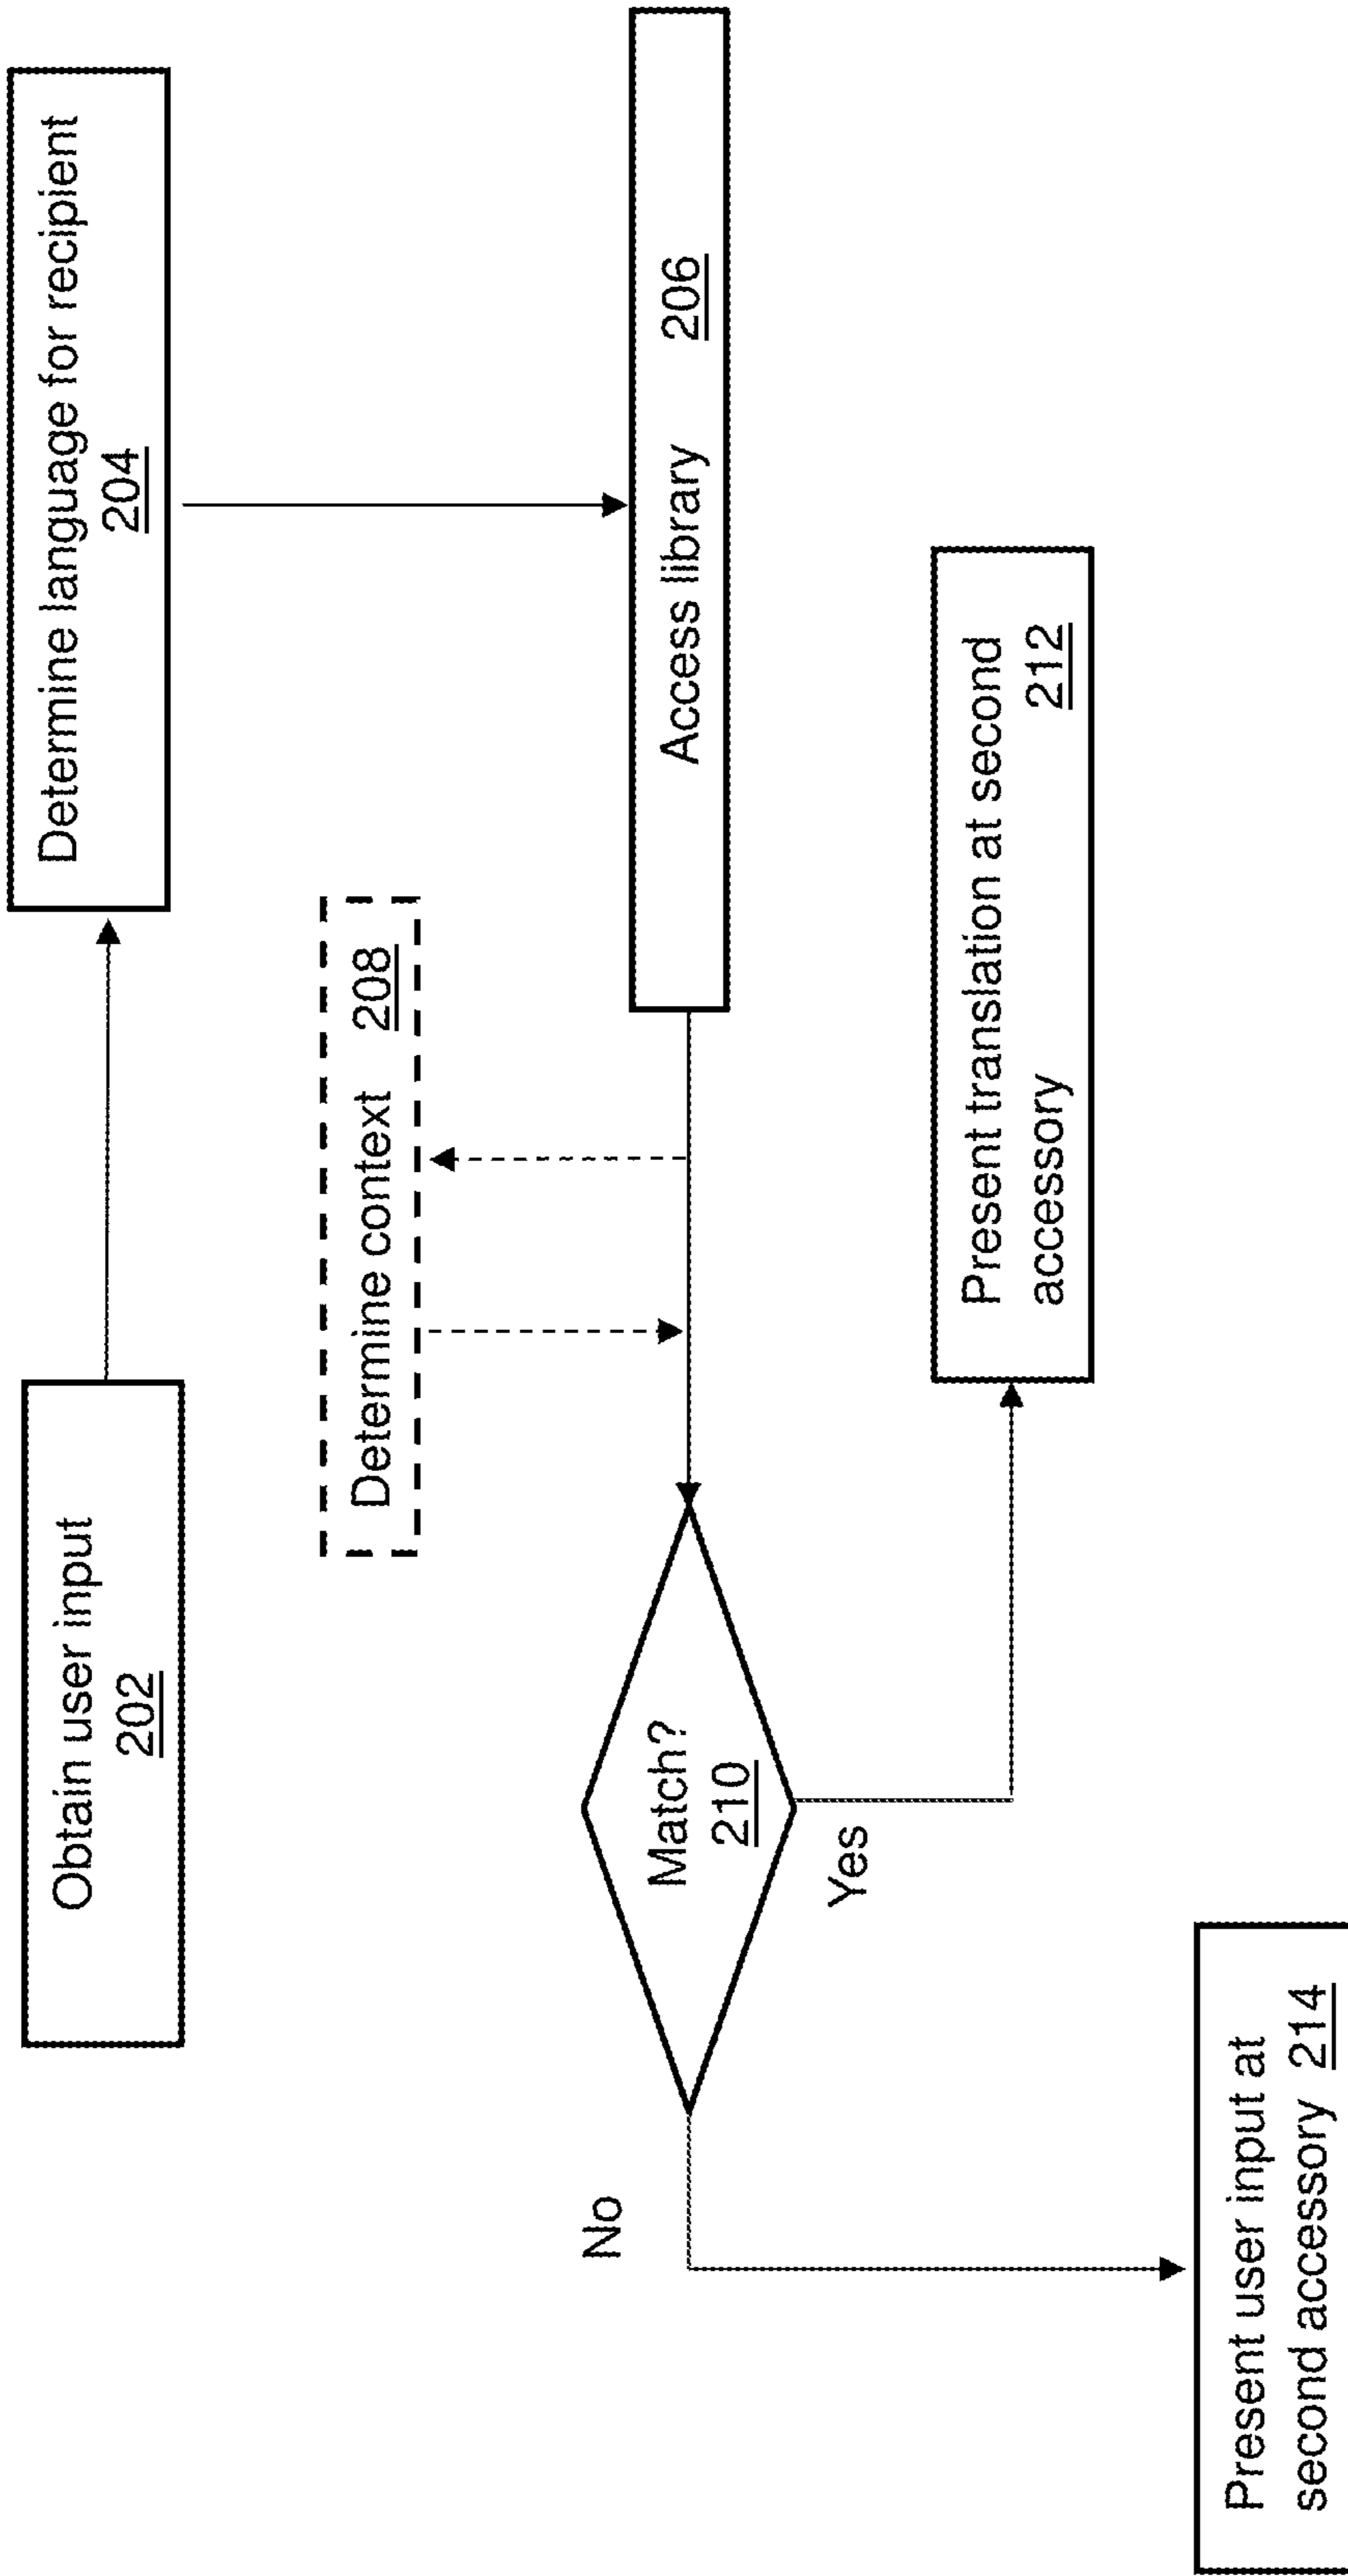 Obtain user input
202
Determine language for recipient
204
Determine context 208
Access library 206
Match?
210
No
Yes
Present translation at second
accessory 212
Present user input at
second accessory 214